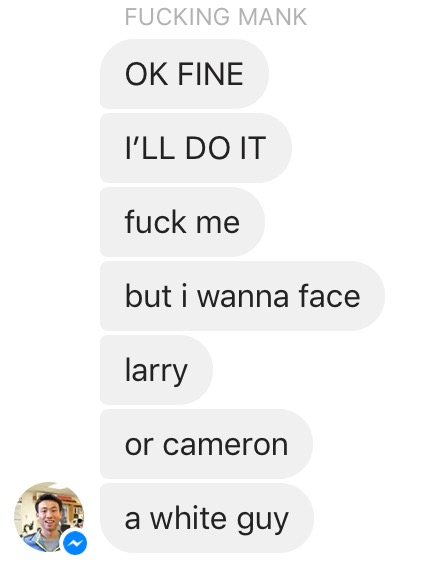 FUCKING MANK
OK FINE
I'LL DO IT
fuck me
but i wanna face
larry
or cameron
a white guy